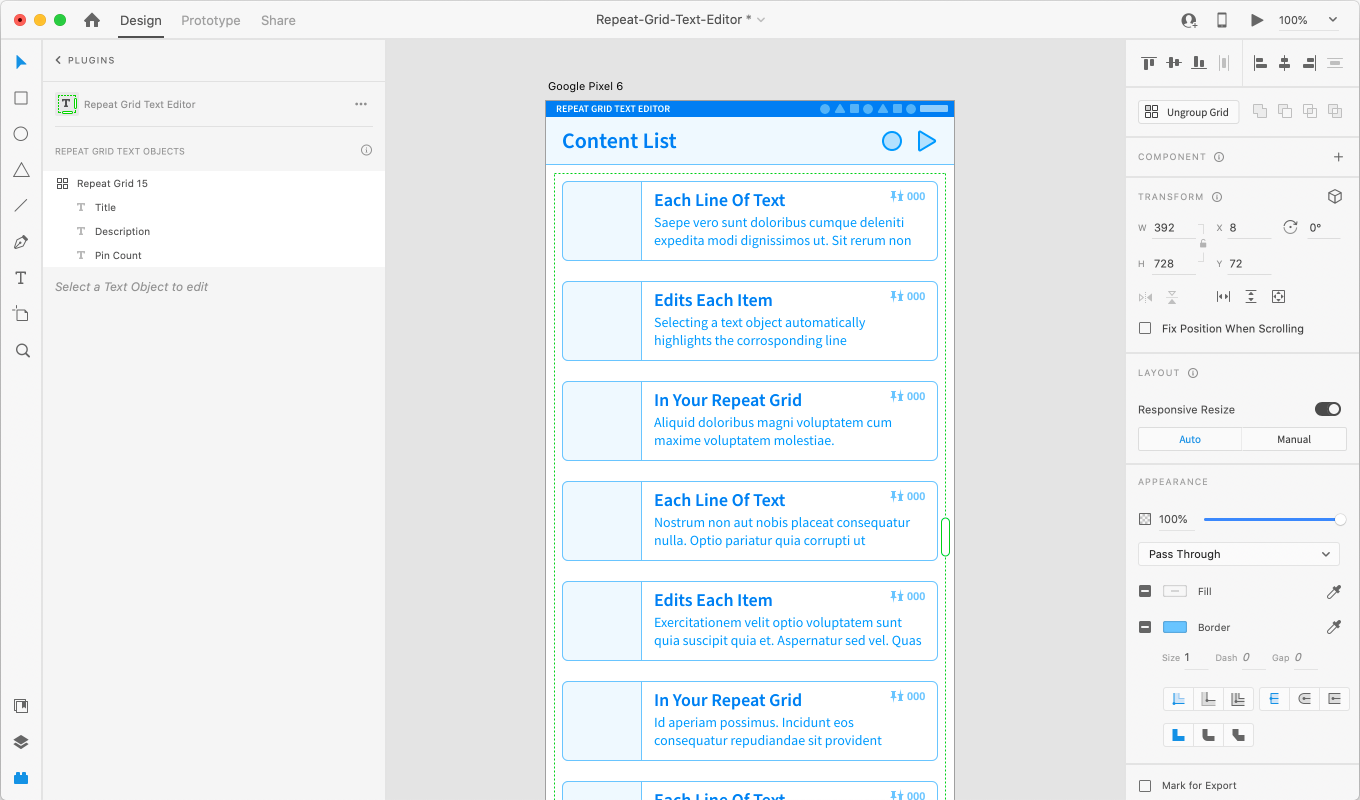 Design
Prototype
Share
Repeat-Grid-Text-Editor *
100%
PLUGINS
T
Repeat Grid Text Editor
REPEAT GRID TEXT OBJECTS
Repeat Grid 15
T Title
T Description
T Pin Count
Select a Text Object to edit
Google Pixel 6
REPEAT GRID TEXT EDITOR
Content List
Each Line Of Text
000
Saepe vero sunt doloribus cumque deleniti
expedita modi dignissimos ut. Sit rerum non
Edits Each Item
000
Selecting a text object automatically
highlights the corrosponding line
In Your Repeat Grid
000
Aliquid doloribus magni voluptatem cum
maxime voluptatem molestiae.
Each Line Of Text
000
Nostrum non aut nobis placeat consequatur
nulla. Optio pariatur quia corrupti ut
Edits Each Item
000
Exercitationem velit optio voluptatem sunt
quia suscipit quia et. Aspernatur sed vel. Quas
In Your Repeat Grid
000
Id aperiam possimus. Incidunt eos
consequatur repudiandae sit provident
Each Line Of Text
000
Ungroup Grid
COMPONENT
TRANSFORM
W 392 X 8 0°
H 728 Y 72
Fix Position When Scrolling
LAYOUT
Responsive Resize
Auto Manual
APPEARANCE
100%
Pass Through
Fill
Border
Size 1 Dash 0 Gap 0
Mark for Export